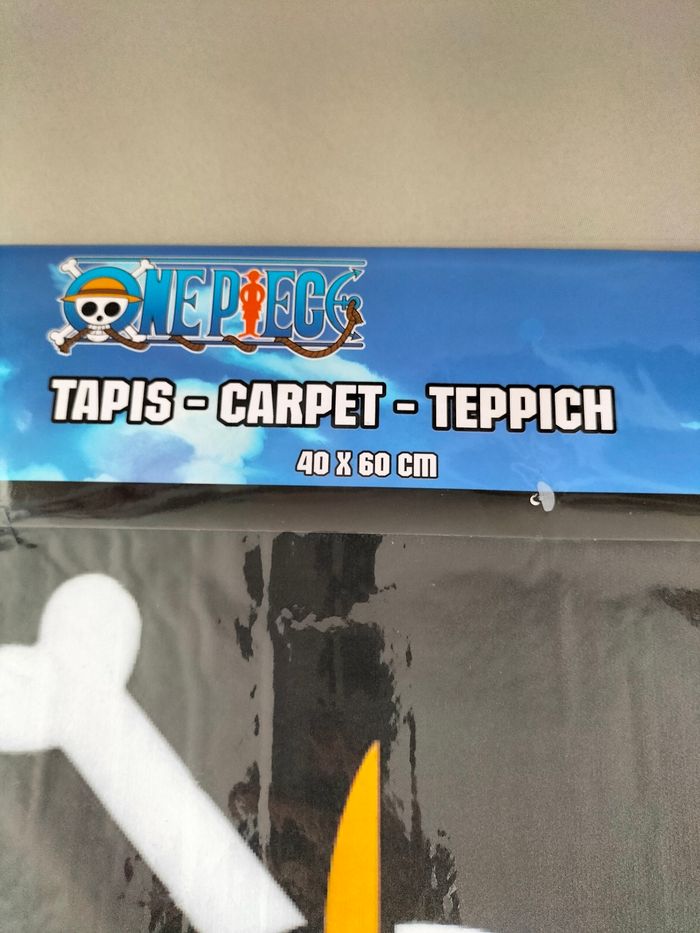 ONE PIECE
TAPIS - CARPET - TEPPICH
40 X 60 cm